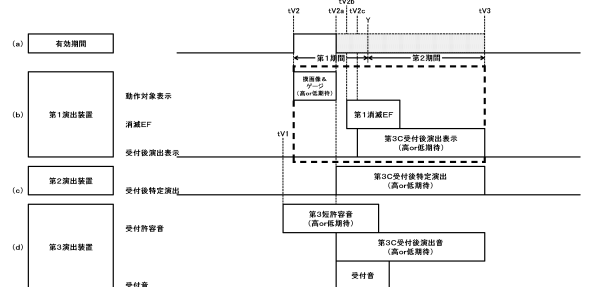 tV2
tV2a
tV2b
tV2c
Y
tV3
(a)
有効期間
第1期間
第2期間
(b)
第1演出装置
動作対象表示
操画像&
ゲージ
(高or低期待)
消滅EF
第1消滅EF
受付後演出表示
第3C受付後演出表示
(高or低期待)
tV1
(c)
第2演出装置
受付後特定演出
第3C受付後特定演出
(高or低期待)
(d)
第3演出装置
受付許容音
第3短許容音
(高or低期待)
第3C受付後演出音
(高or低期待)
受付音
受付音